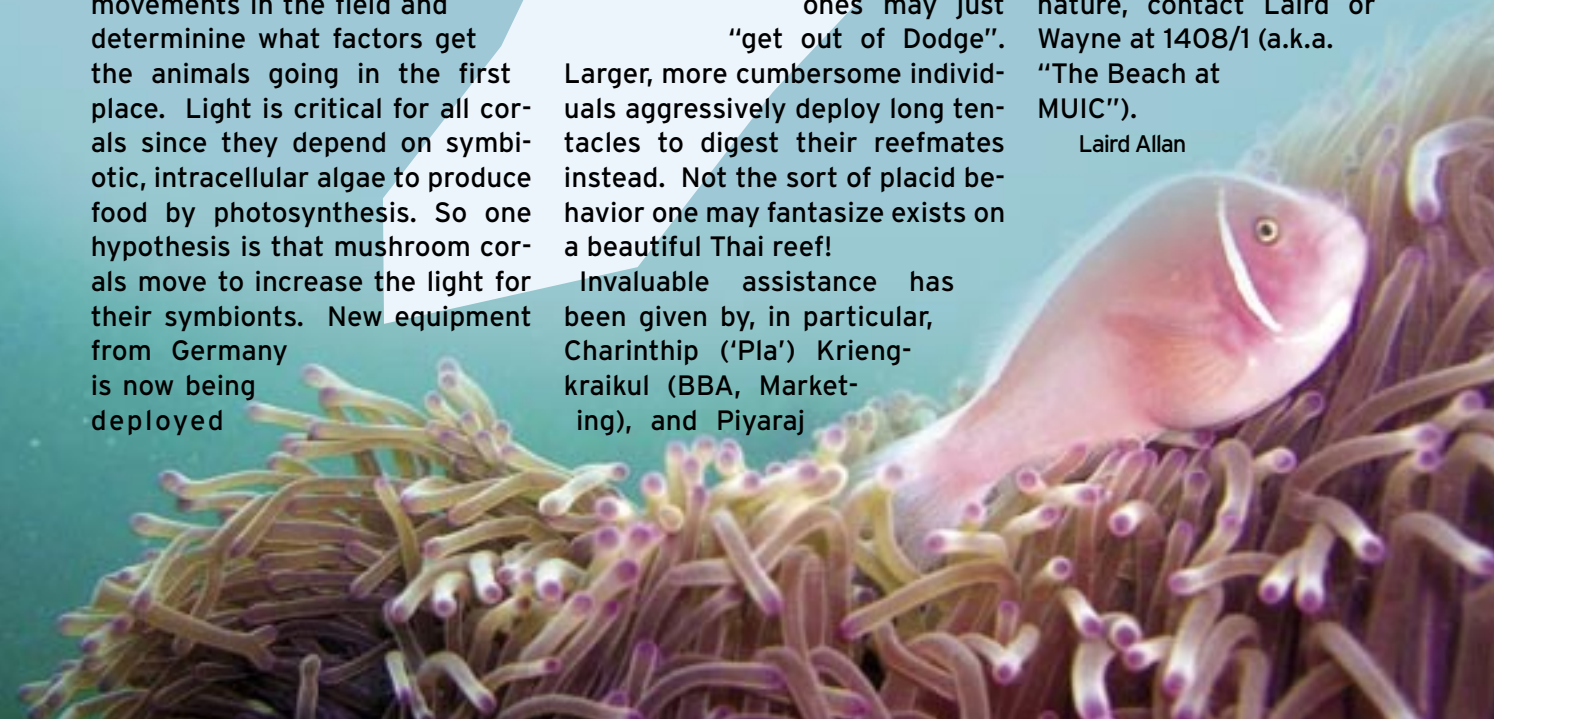 movements in the field and
determinine what factors get
the animals going in the first
place. Light is critical for all cor-
als since they depend on symbi-
otic, intracellular algae to produce
food by photosynthesis. So one
hypothesis is that mushroom cor-
als move to increase the light for
their symbionts. New equipment
from Germany
is now being
deployed
ones may just
“get out of Dodge”.
Larger, more cumbersome individ-
uals aggressively deploy long ten-
tacles to digest their reefmates
instead. Not the sort of placid be-
havior one may fantasize exists on
a beautiful Thai reef!
Invaluable assistance has
been given by, in particular,
Charinthip (‘Pla’) Krieng-
kraikul (BBA, Market-
ing), and Piyaraj
nature, contact Laird or
Wayne at 1408/1 (a.k.a.
“The Beach at
MUIC”).
Laird Allan